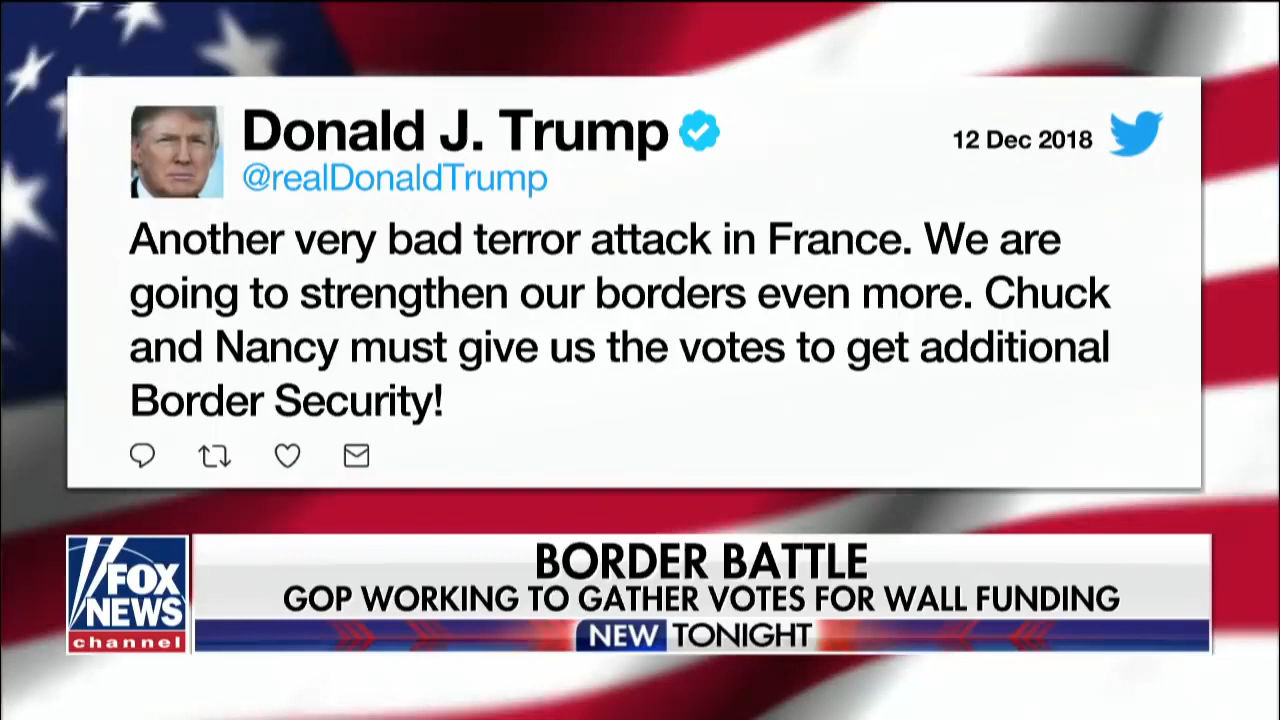 Donald J. Trump
@realDonaldTrump
12 Dec 2018
Another very bad terror attack in France. We are
going to strengthen our borders even more. Chuck
and Nancy must give us the votes to get additional
Border Security!
BORDER BATTLE
GOP WORKING TO GATHER VOTES FOR WALL FUNDING
NEW TONIGHT
FOX
NEWS
channel